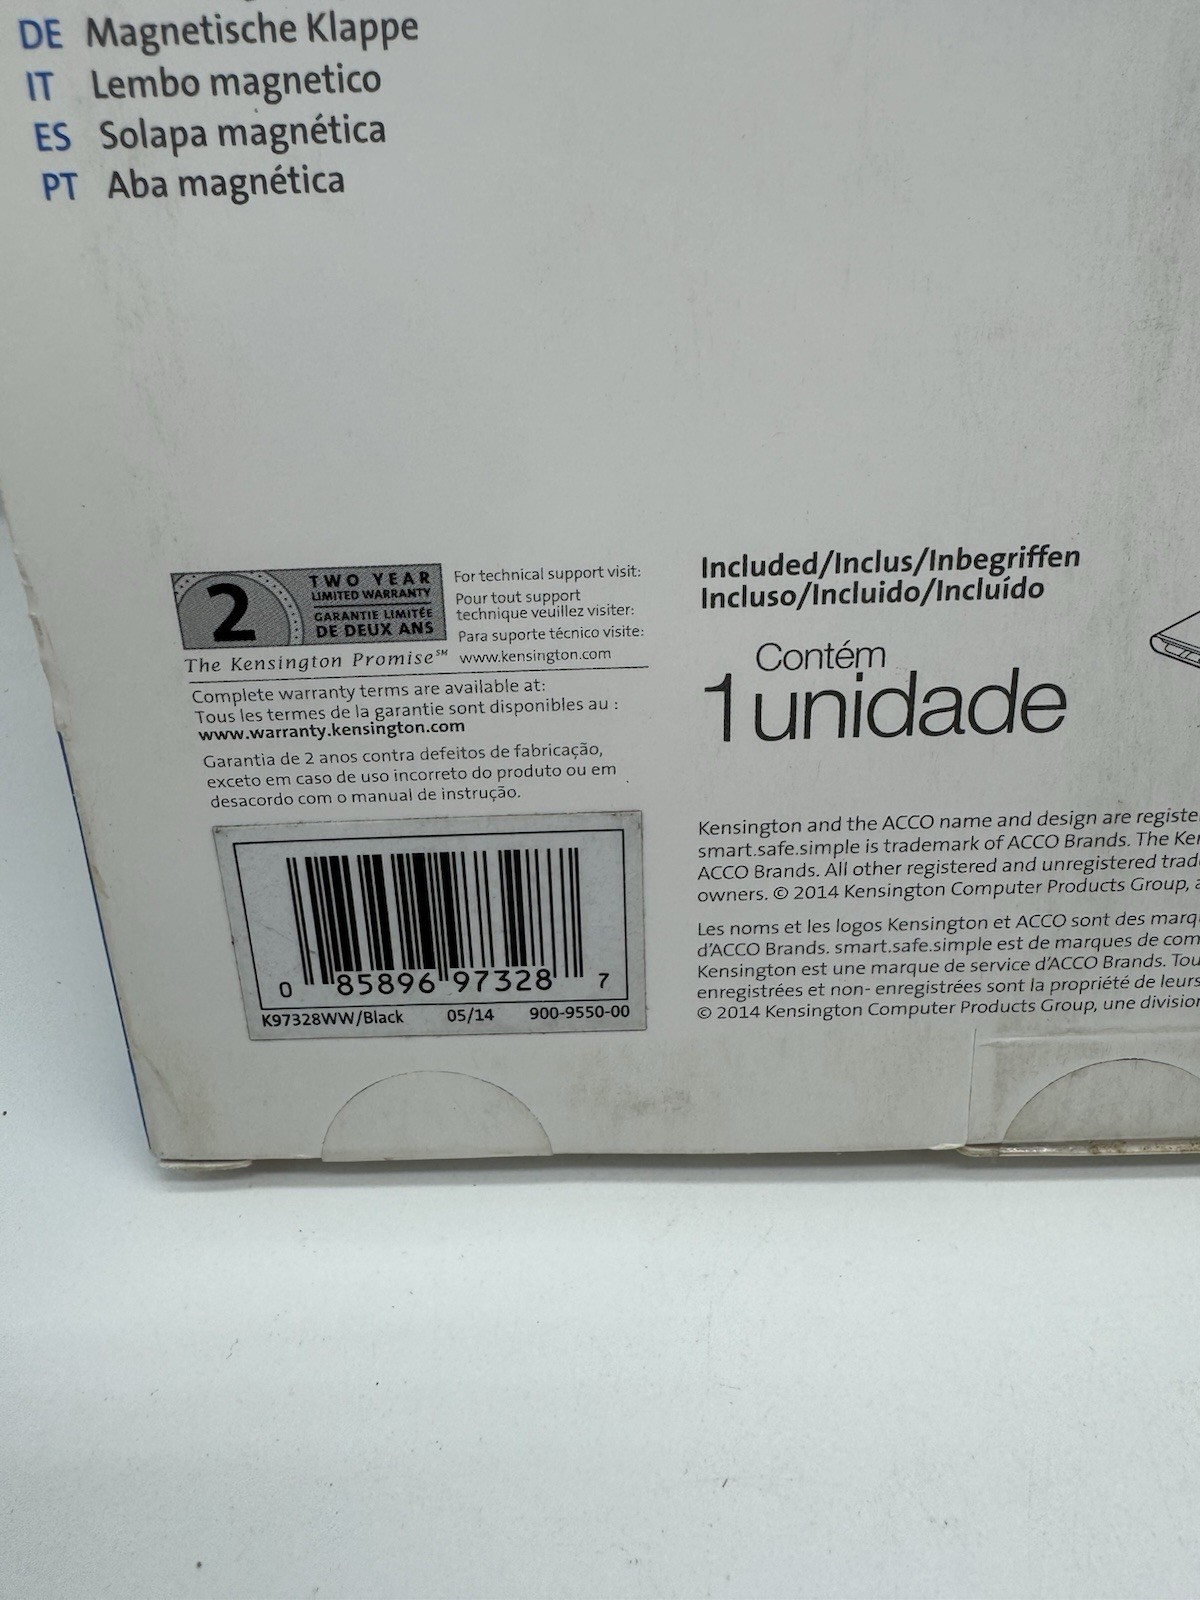 DE Magnetische Klappe
IT Lembo magnetico
ES Solapa magnética
PT Aba magnética
2
TWO YEAR
LIMITED WARRANTY
GARANTIE LIMITÉE
DE DEUX ANS
The Kensington Promise℠
For technical support visit:
Pour tout support
technique veuillez visiter:
Para suporte técnico visite:
www.kensington.com
Complete warranty terms are available at:
Tous les termes de la garantie sont disponibles au :
www.warranty.kensington.com
Garantia de 2 anos contra defeitos de fabricação,
exceto em caso de uso incorreto do produto ou em
desacordo com o manual de instrução.
0 85896 97328 7
K97328WW/Black 05/14 900-9550-00
Included/Inclus/Inbegriffen
Incluso/Incluido/Incluído
Contém
1 unidade
Kensington and the ACCO name and design are registe
smart.safe.simple is trademark of ACCO Brands. The Ke
ACCO Brands. All other registered and unregistered trad
owners. © 2014 Kensington Computer Products Group, a
Les noms et les logos Kensington et ACCO sont des marq
d'ACCO Brands. smart.safe.simple est de marques de com
Kensington est une marque de service d'ACCO Brands. Tou
enregistrées et non- enregistrées sont la propriété de leurs
© 2014 Kensington Computer Products Group, une division